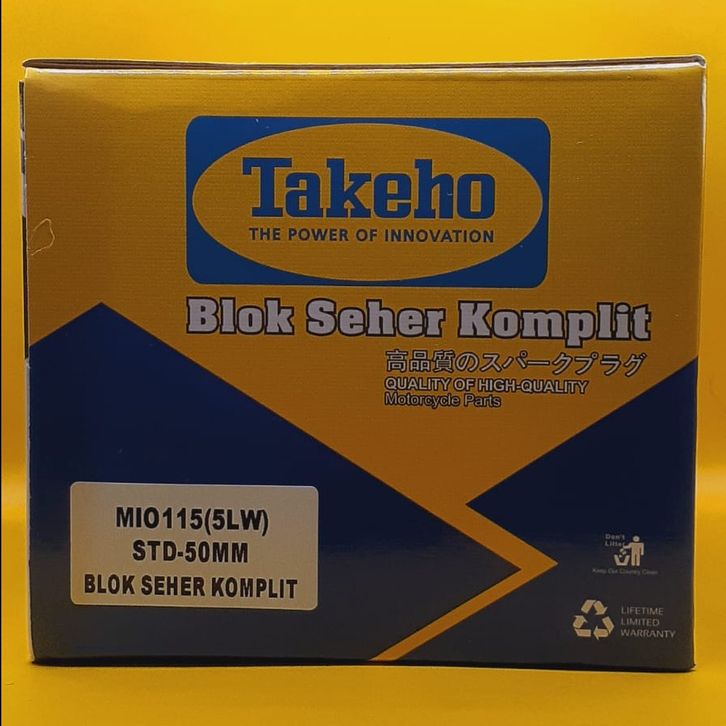 Takeho
THE POWER OF INNOVATION
Blok Seher Komplit
高品質のスパークプラグ
QUALITY OF HIGH-QUALITY
Motorcycle Parts
MIO115(5LW)
STD-50MM
BLOK SEHER KOMPLIT
Don't
Litter
Keep Our Country Clean
LIFETIME
LIMITED
WARRANTY